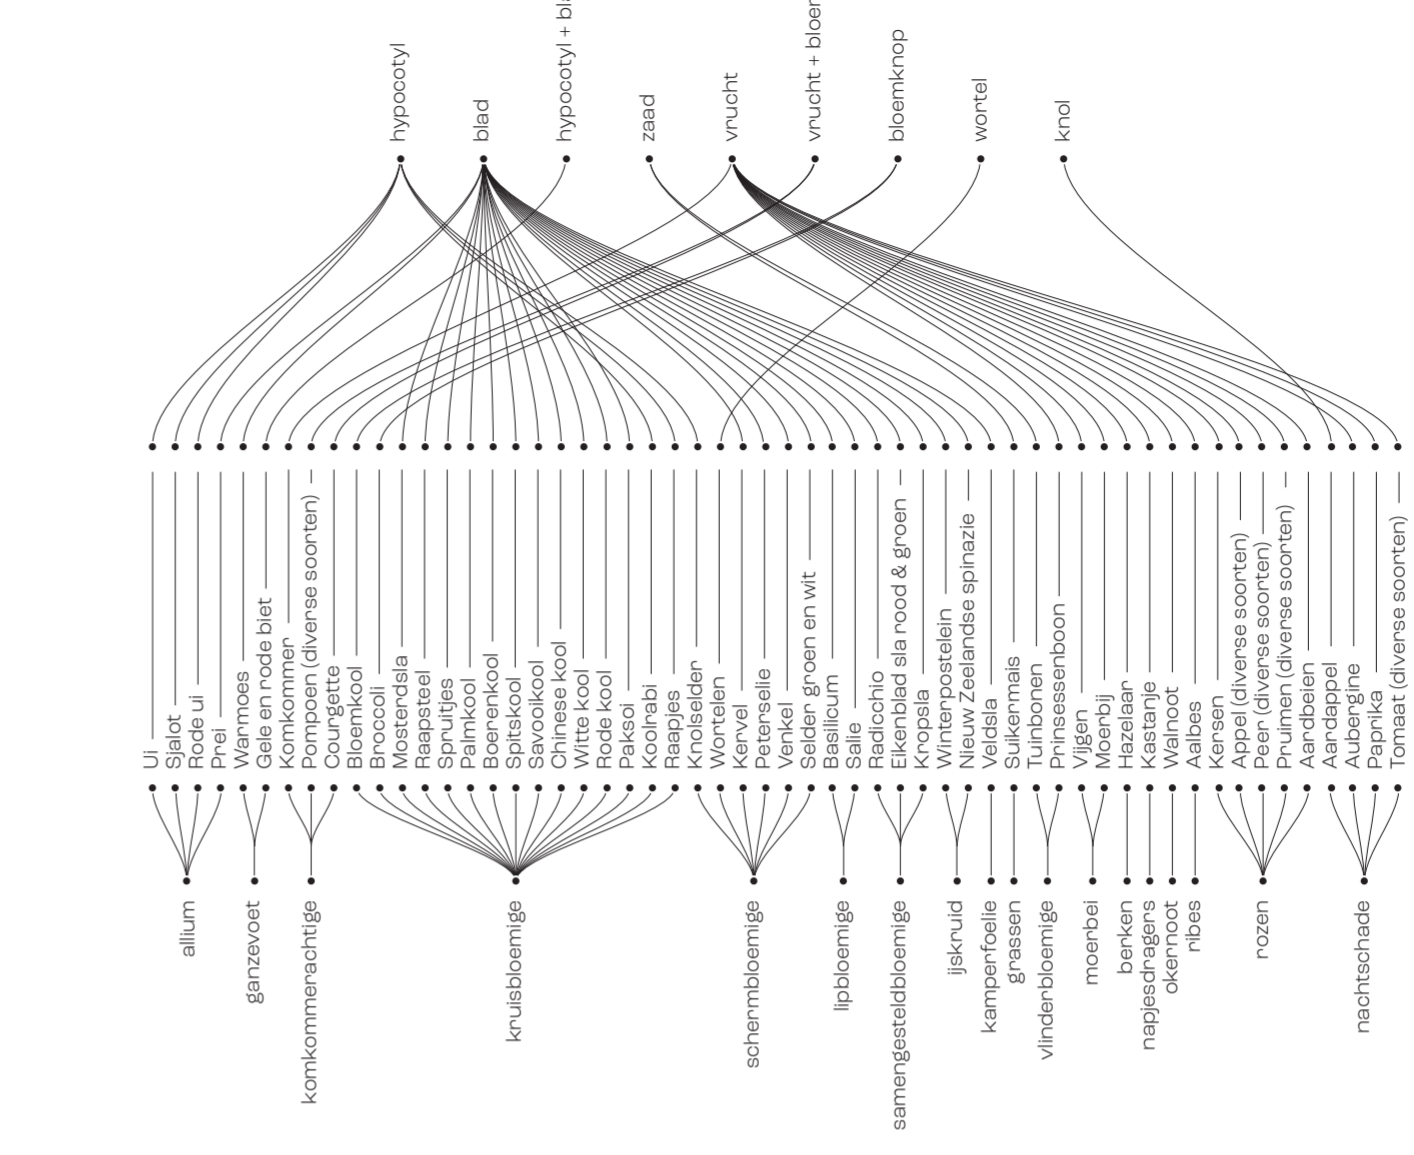 hypocotyl
blad
hypocotyl +
zaad
vrucht
vrucht +
bloemknop
wortel
knol
Ui
Sjalot
Rode ui
Prei
Warmoes
Gele en rode biet
Komkommer
Pompoen (diverse soorten)
Courgette
Bloemkool
Broccoli
Mosterdsla
Raapsteel
Spruitjes
Palmkool
Boerenkool
Spitskool
Savooikool
Chinese kool
Witte kool
Rode kool
Paksoi
Koolrabi
Raapjes
Knolselder
Wortelen
Kervel
Peterselie
Venkel
Selder groen en wit
Basilicum
Salie
Radicchio
Eikenblad sla rood & groen
Kropsla
Winterpostelein
Nieuw Zeelandse spinazie
Veldsla
Suikermais
Tuinbonen
Prinsessenboon
Vijgen
Moerbij
Hazelaar
Kastanje
Walnoot
Aalbes
Kersen
Appel (diverse soorten)
Peer (diverse soorten)
Pruimen (diverse soorten)
Aardbeien
Aardappel
Aubergine
Paprika
Tomaat (diverse soorten)
allium
ganzevoet
komkommerachtige
kruisbloemige
schermbloemige
lipbloemige
samengesteldbloemige
ijskruid
kamperfoelie
grassen
vlinderbloemige
moerbei
berken
napjesdragers
okernoot
ribes
rozen
nachtschade